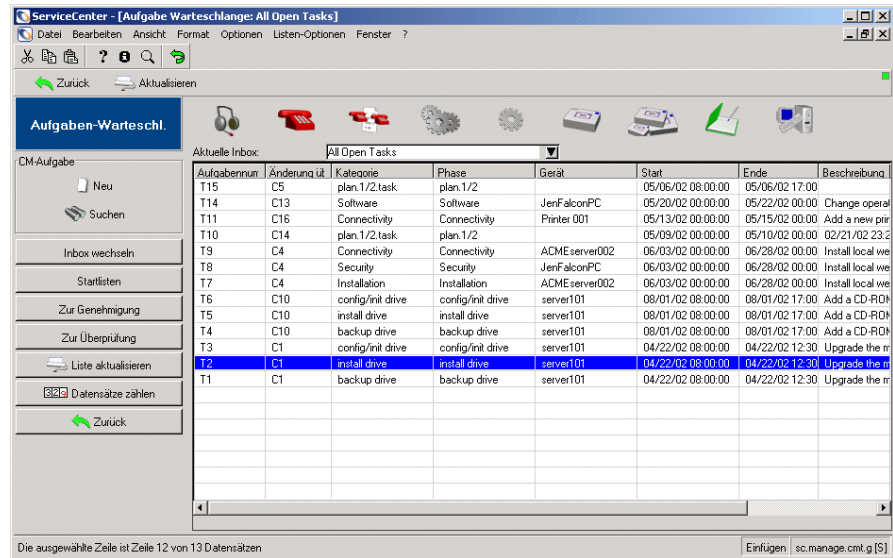 ServiceCenter - [Aufgabe Warteschlange: All Open Tasks]
Datei Bearbeiten Ansicht Format Optionen Listen-Optionen Fenster ?
Zurück Aktualisieren
Aufgaben-Warteschl.
Aktuelle Inbox: All Open Tasks
CM-Aufgabe
Neu
Suchen
Inbox wechseln
Startlisten
Zur Genehmigung
Zur Überprüfung
Liste aktualisieren
Datensätze zählen
Zurück
Aufgabennum Änderung üb Kategorie Phase Gerät Start Ende Beschreibung
T15 C5 plan.1/2.task plan.1/2 05/06/02 08:00:00 05/06/02 17:00
T14 C13 Software Software JenFalconPC 05/20/02 00:00:00 05/22/02 00:00 Change operat
T11 C16 Connectivity Connectivity Printer 001 05/13/02 00:00:00 05/15/02 00:00 Add a new prin
T10 C14 plan.1/2.task plan.1/2 05/09/02 00:00:00 05/10/02 00:00 02/21/02 23:2
T9 C4 Connectivity Connectivity ACMEserver002 06/03/02 00:00:00 06/28/02 00:00 Install local we
T8 C4 Security Security JenFalconPC 06/03/02 00:00:00 06/28/02 00:00 Install local we
T7 C4 Installation Installation ACMEserver002 06/03/02 00:00:00 06/28/02 00:00 Install local we
T6 C10 config/init drive config/init drive server101 08/01/02 08:00:00 08/01/02 17:00 Add a CD-ROM
T5 C10 install drive install drive server101 08/01/02 08:00:00 08/01/02 17:00 Add a CD-ROM
T4 C10 backup drive backup drive server101 08/01/02 08:00:00 08/01/02 17:00 Add a CD-ROM
T3 C1 config/init drive config/init drive server101 04/22/02 08:00:00 04/22/02 12:30 Upgrade the m
T2 C1 install drive install drive server101 04/22/02 08:00:00 04/22/02 12:30 Upgrade the m
T1 C1 backup drive backup drive server101 04/22/02 08:00:00 04/22/02 12:30 Upgrade the m
Die ausgewählte Zeile ist Zeile 12 von 13 Datensätzen
Einfügen sc.manage.cmt.g [S]